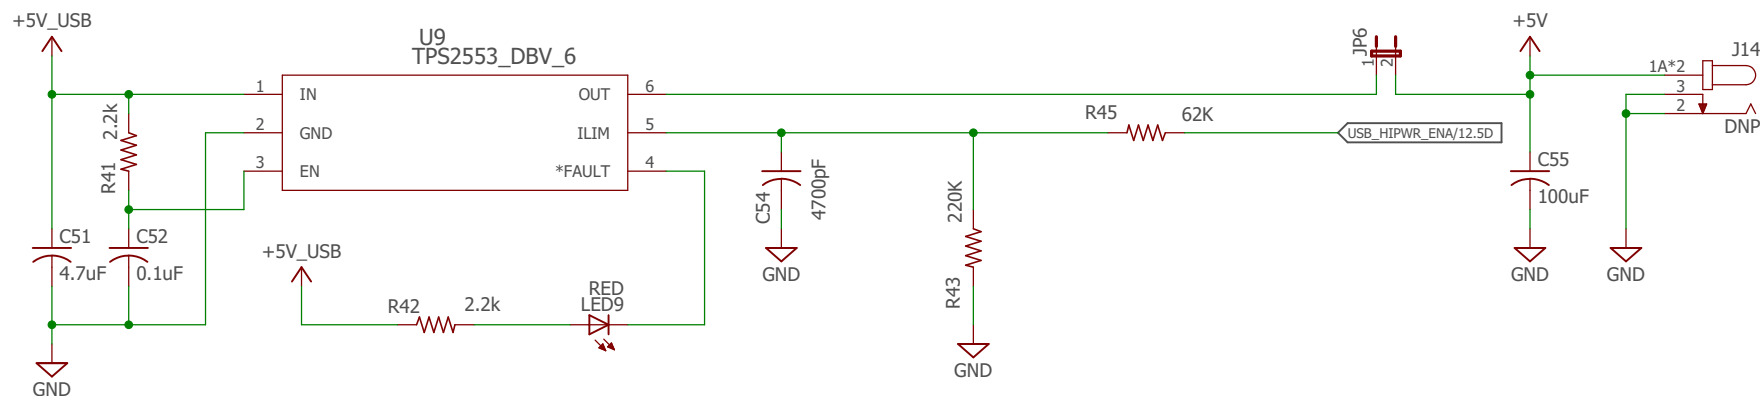 +5V_USB
U9
TPS2553_DBV_6
1 IN
2 GND
3 EN
OUT 6
ILIM 5
*FAULT 4
2.2k
R41
C51
4.7uF
C52
0.1uF
GND
+5V_USB
R42 2.2k
RED
LED9
C54
4700pF
GND
220K
R43
GND
R45 62K
USB_HIPWR_ENA/12.5D
JP6
1
2
+5V
C55
100uF
GND
J14
1A*2
3
2
DNP
GND